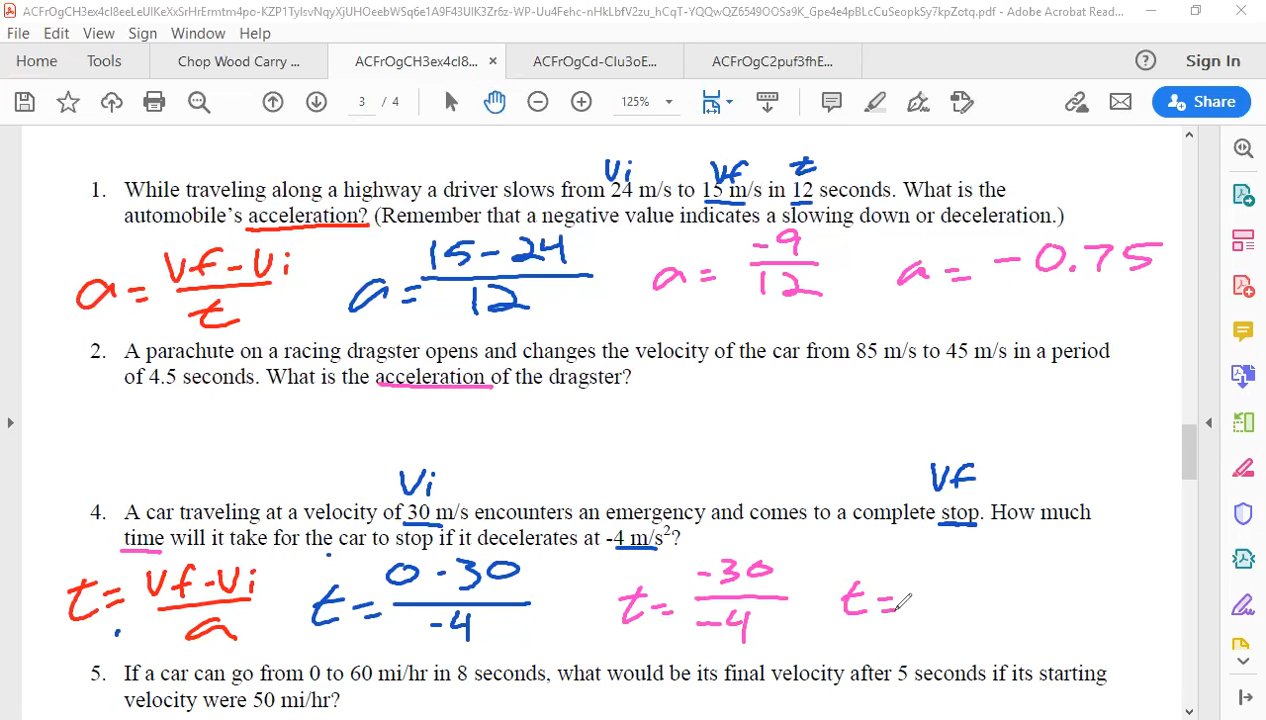 ACFrOgCH3ex4cI8eeLeUIKeXxSrHrErmtm4po-KZP1TylsvNqyXjUHOeebWSq6e1A9F43UIK3Zr6z-WP-Uu4Fehc-nHkLbfV2zu_hCqT-YQQwQZ6549OOSa9K_Gpe4e4pBLcCuSeopkSy7kpZotq.pdf - Adobe Acrobat Read...
File Edit View Sign Window Help
Home Tools Chop Wood Carry ... ACFrOgCH3ex4cI8... × ACFrOgCd-CIu3oE... ACFrOgC2puf3fhE... Sign In
3 / 4 125% Share
Vi Vf t
1. While traveling along a highway a driver slows from 24 m/s to 15 m/s in 12 seconds. What is the
automobile's acceleration? (Remember that a negative value indicates a slowing down or deceleration.)
a = Vf - Vi / t a = 15 - 24 / 12 a = -9 / 12 a = - 0.75
2. A parachute on a racing dragster opens and changes the velocity of the car from 85 m/s to 45 m/s in a period
of 4.5 seconds. What is the acceleration of the dragster?
Vi Vf
4. A car traveling at a velocity of 30 m/s encounters an emergency and comes to a complete stop. How much
time will it take for the car to stop if it decelerates at -4 m/s²?
t = Vf - Vi / a t = 0 - 30 / -4 t = -30 / -4 t =
5. If a car can go from 0 to 60 mi/hr in 8 seconds, what would be its final velocity after 5 seconds if its starting
velocity were 50 mi/hr?